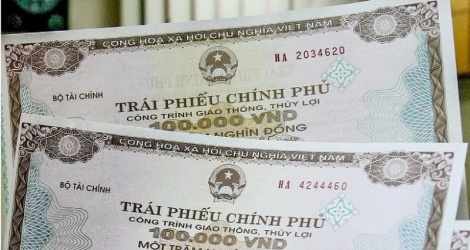 CỘNG HÒA XÃ HỘI CHỦ NGHĨA VIỆT NAM
HA 2034620
BỘ TÀI CHÍNH
TRÁI PHIẾU CHÍNH PHỦ
CÔNG TRÌNH GIAO THÔNG, THỦY LỢI
100.000 VND
NGHÌN ĐỒNG
CỘNG HÒA XÃ HỘI CHỦ NGHĨA VIỆT NAM
HA 4244460
BỘ TÀI CHÍNH
TRÁI PHIẾU CHÍNH PHỦ
CÔNG TRÌNH GIAO THÔNG, THỦY LỢI
100.000 VND
MỘT TRĂM